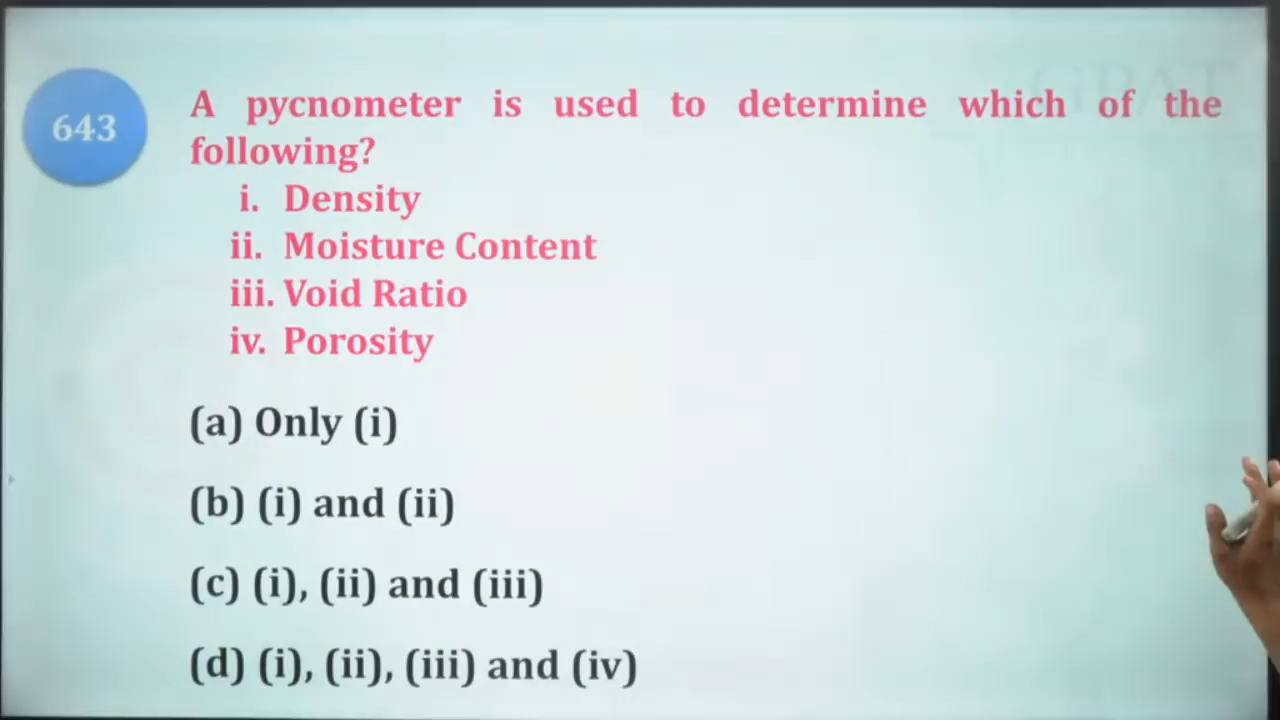 643
A pycnometer is used to determine which of the
following?
i. Density
ii. Moisture Content
iii. Void Ratio
iv. Porosity
(a) Only (i)
(b) (i) and (ii)
(c) (i), (ii) and (iii)
(d) (i), (ii), (iii) and (iv)
GPAT